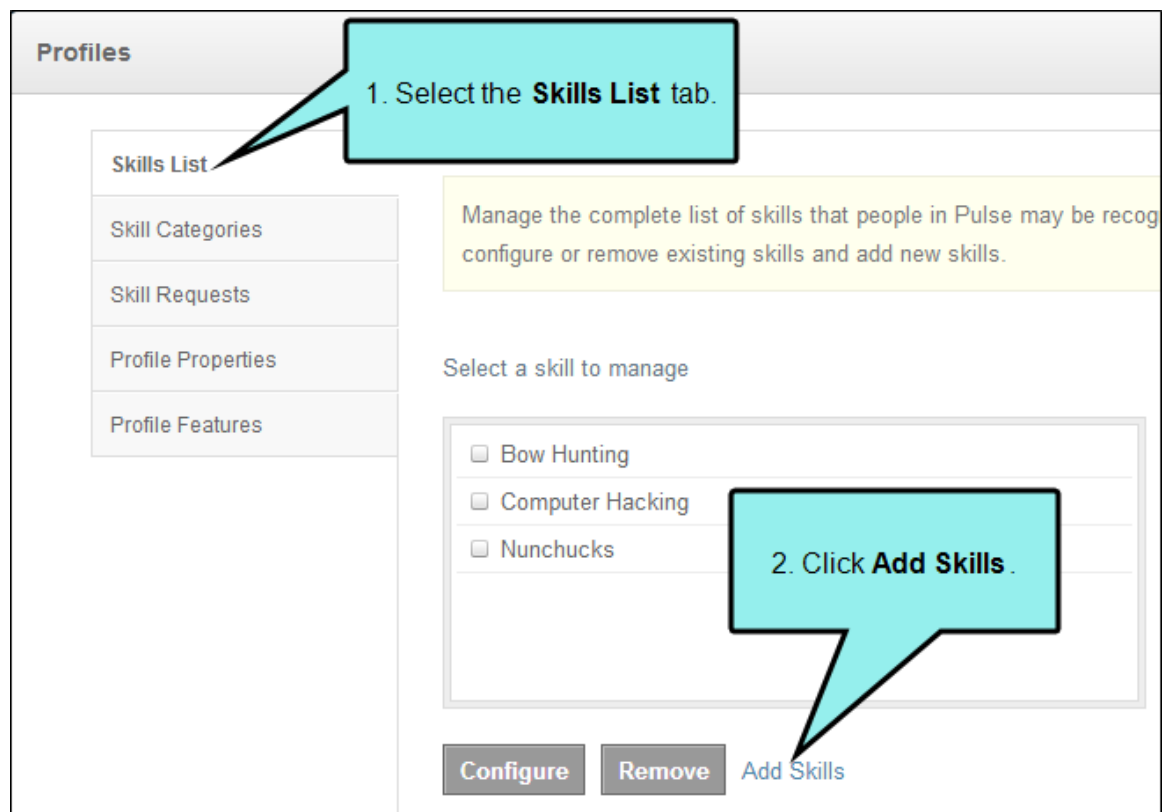 Profiles
1. Select the Skills List tab.
Skills List
Skill Categories
Skill Requests
Profile Properties
Profile Features
Manage the complete list of skills that people in Pulse may be
configure or remove existing skills and add new skills.
Select a skill to manage
Bow Hunting
Computer Hacking
Nunchucks
2. Click Add Skills.
Configure Remove Add Skills